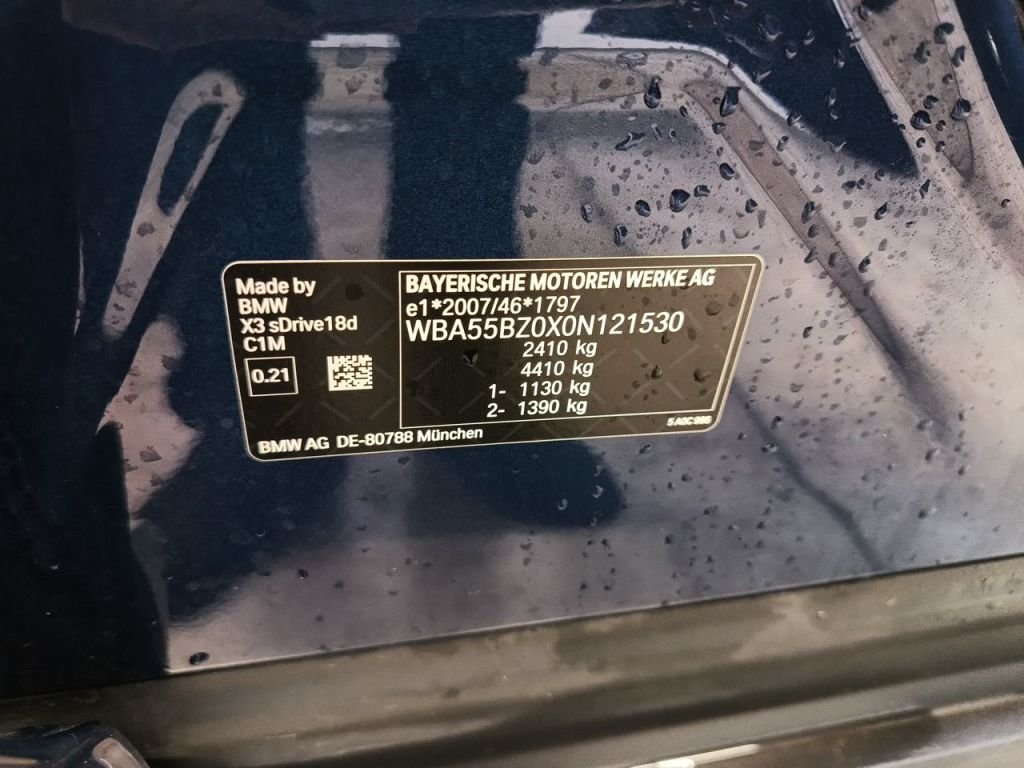 Made by
BMW
X3 sDrive18d
C1M
0.21
BAYERISCHE MOTOREN WERKE AG
e1*2007/46*1797
WBA55BZ0X0N121530
2410 kg
4410 kg
1- 1130 kg
2- 1390 kg
BMW AG DE-80788 München